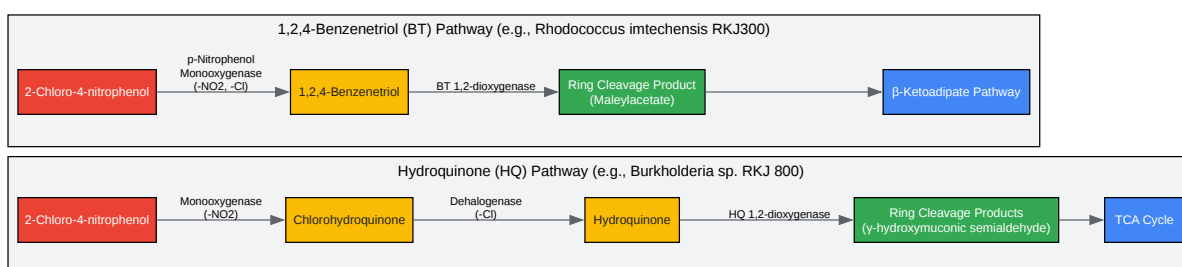 1,2,4-Benzenetriol (BT) Pathway (e.g., Rhodococcus imtechensis RKJ300)
2-Chloro-4-nitrophenol
p-Nitrophenol
Monooxygenase
(-NO2, -Cl)
1,2,4-Benzenetriol
BT 1,2-dioxygenase
Ring Cleavage Product
(Maleylacetate)
β-Ketoadipate Pathway
Hydroquinone (HQ) Pathway (e.g., Burkholderia sp. RKJ 800)
2-Chloro-4-nitrophenol
Monooxygenase
(-NO2)
Chlorohydroquinone
Dehalogenase
(-Cl)
Hydroquinone
HQ 1,2-dioxygenase
Ring Cleavage Products
(γ-hydroxymuconic semialdehyde)
TCA Cycle